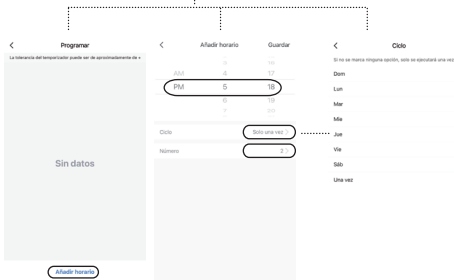 Programar
La tolerancia del temporizador puede ser de aproximadamente de +
Sin datos
Añadir horario
Añadir horario
Guardar
AM 4 17
PM 5 18
6 19
Ciclo
Solo una vez >
Número
Ciclo
Si no se marca ninguna opción, solo se ejecutará una vez
Dom
Lun
Mar
Mie
Jue
Vie
Sáb
Una vez